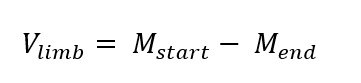 V_limb = M_start − M_end